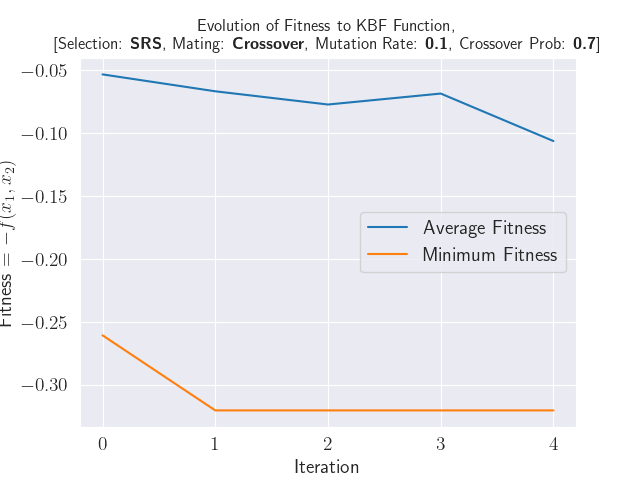 Evolution of Fitness to KBF Function,
[Selection: SRS, Mating: Crossover, Mutation Rate: 0.1, Crossover Prob: 0.7]
Fitness = −f(x₁, x₂)
−0.05
−0.10
−0.15
−0.20
−0.25
−0.30
Average Fitness
Minimum Fitness
0 1 2 3 4
Iteration